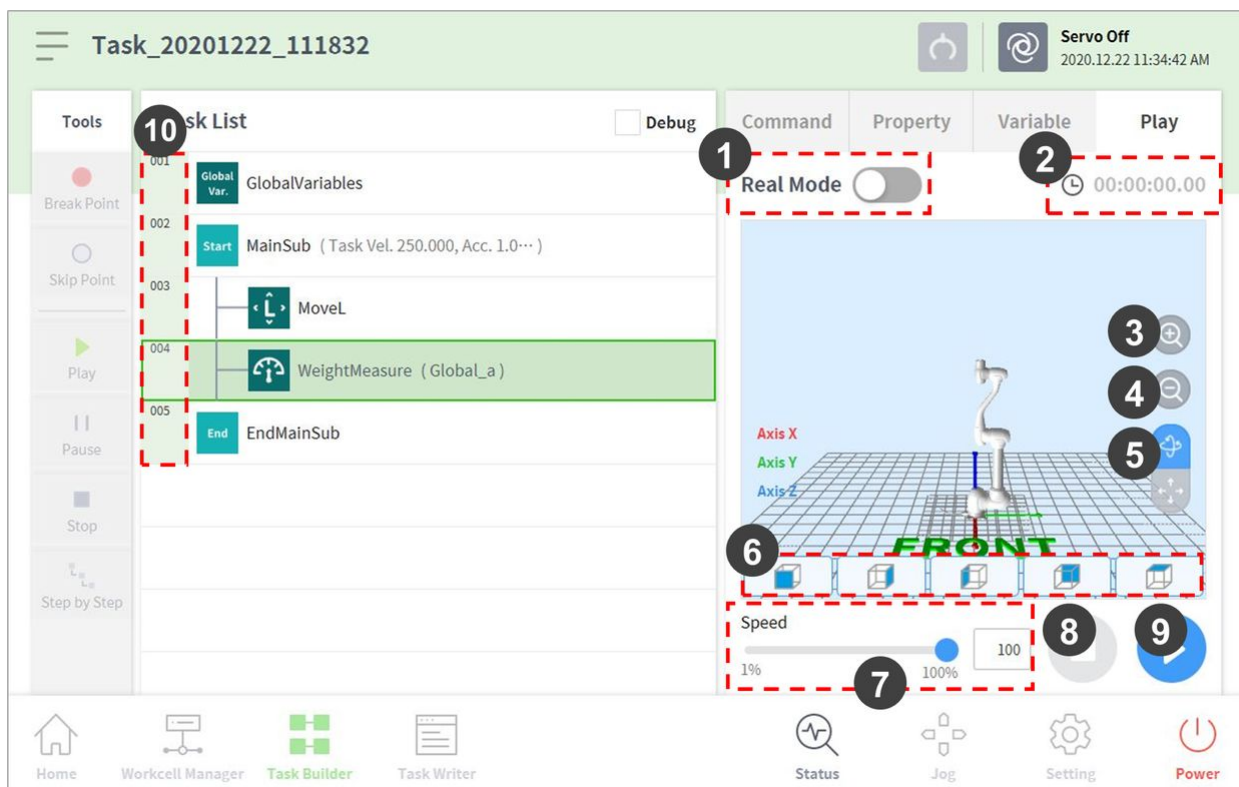 Task_20201222_111832
Servo Off
2020.12.22 11:34:42 AM
Tools
sk List
Debug
Command
Property
Variable
Play
10
1
2
Real Mode
00:00:00.00
Break Point
Skip Point
Play
Pause
Stop
Step by Step
001
Global Var.
GlobalVariables
002
Start
MainSub ( Task Vel. 250.000, Acc. 1.0··· )
003
L
MoveL
004
WeightMeasure ( Global_a )
005
End
EndMainSub
3
4
5
Axis X
Axis Y
Axis Z
FRONT
6
Speed
1%
100%
100
7
8
9
Home
Workcell Manager
Task Builder
Task Writer
Status
Jog
Setting
Power